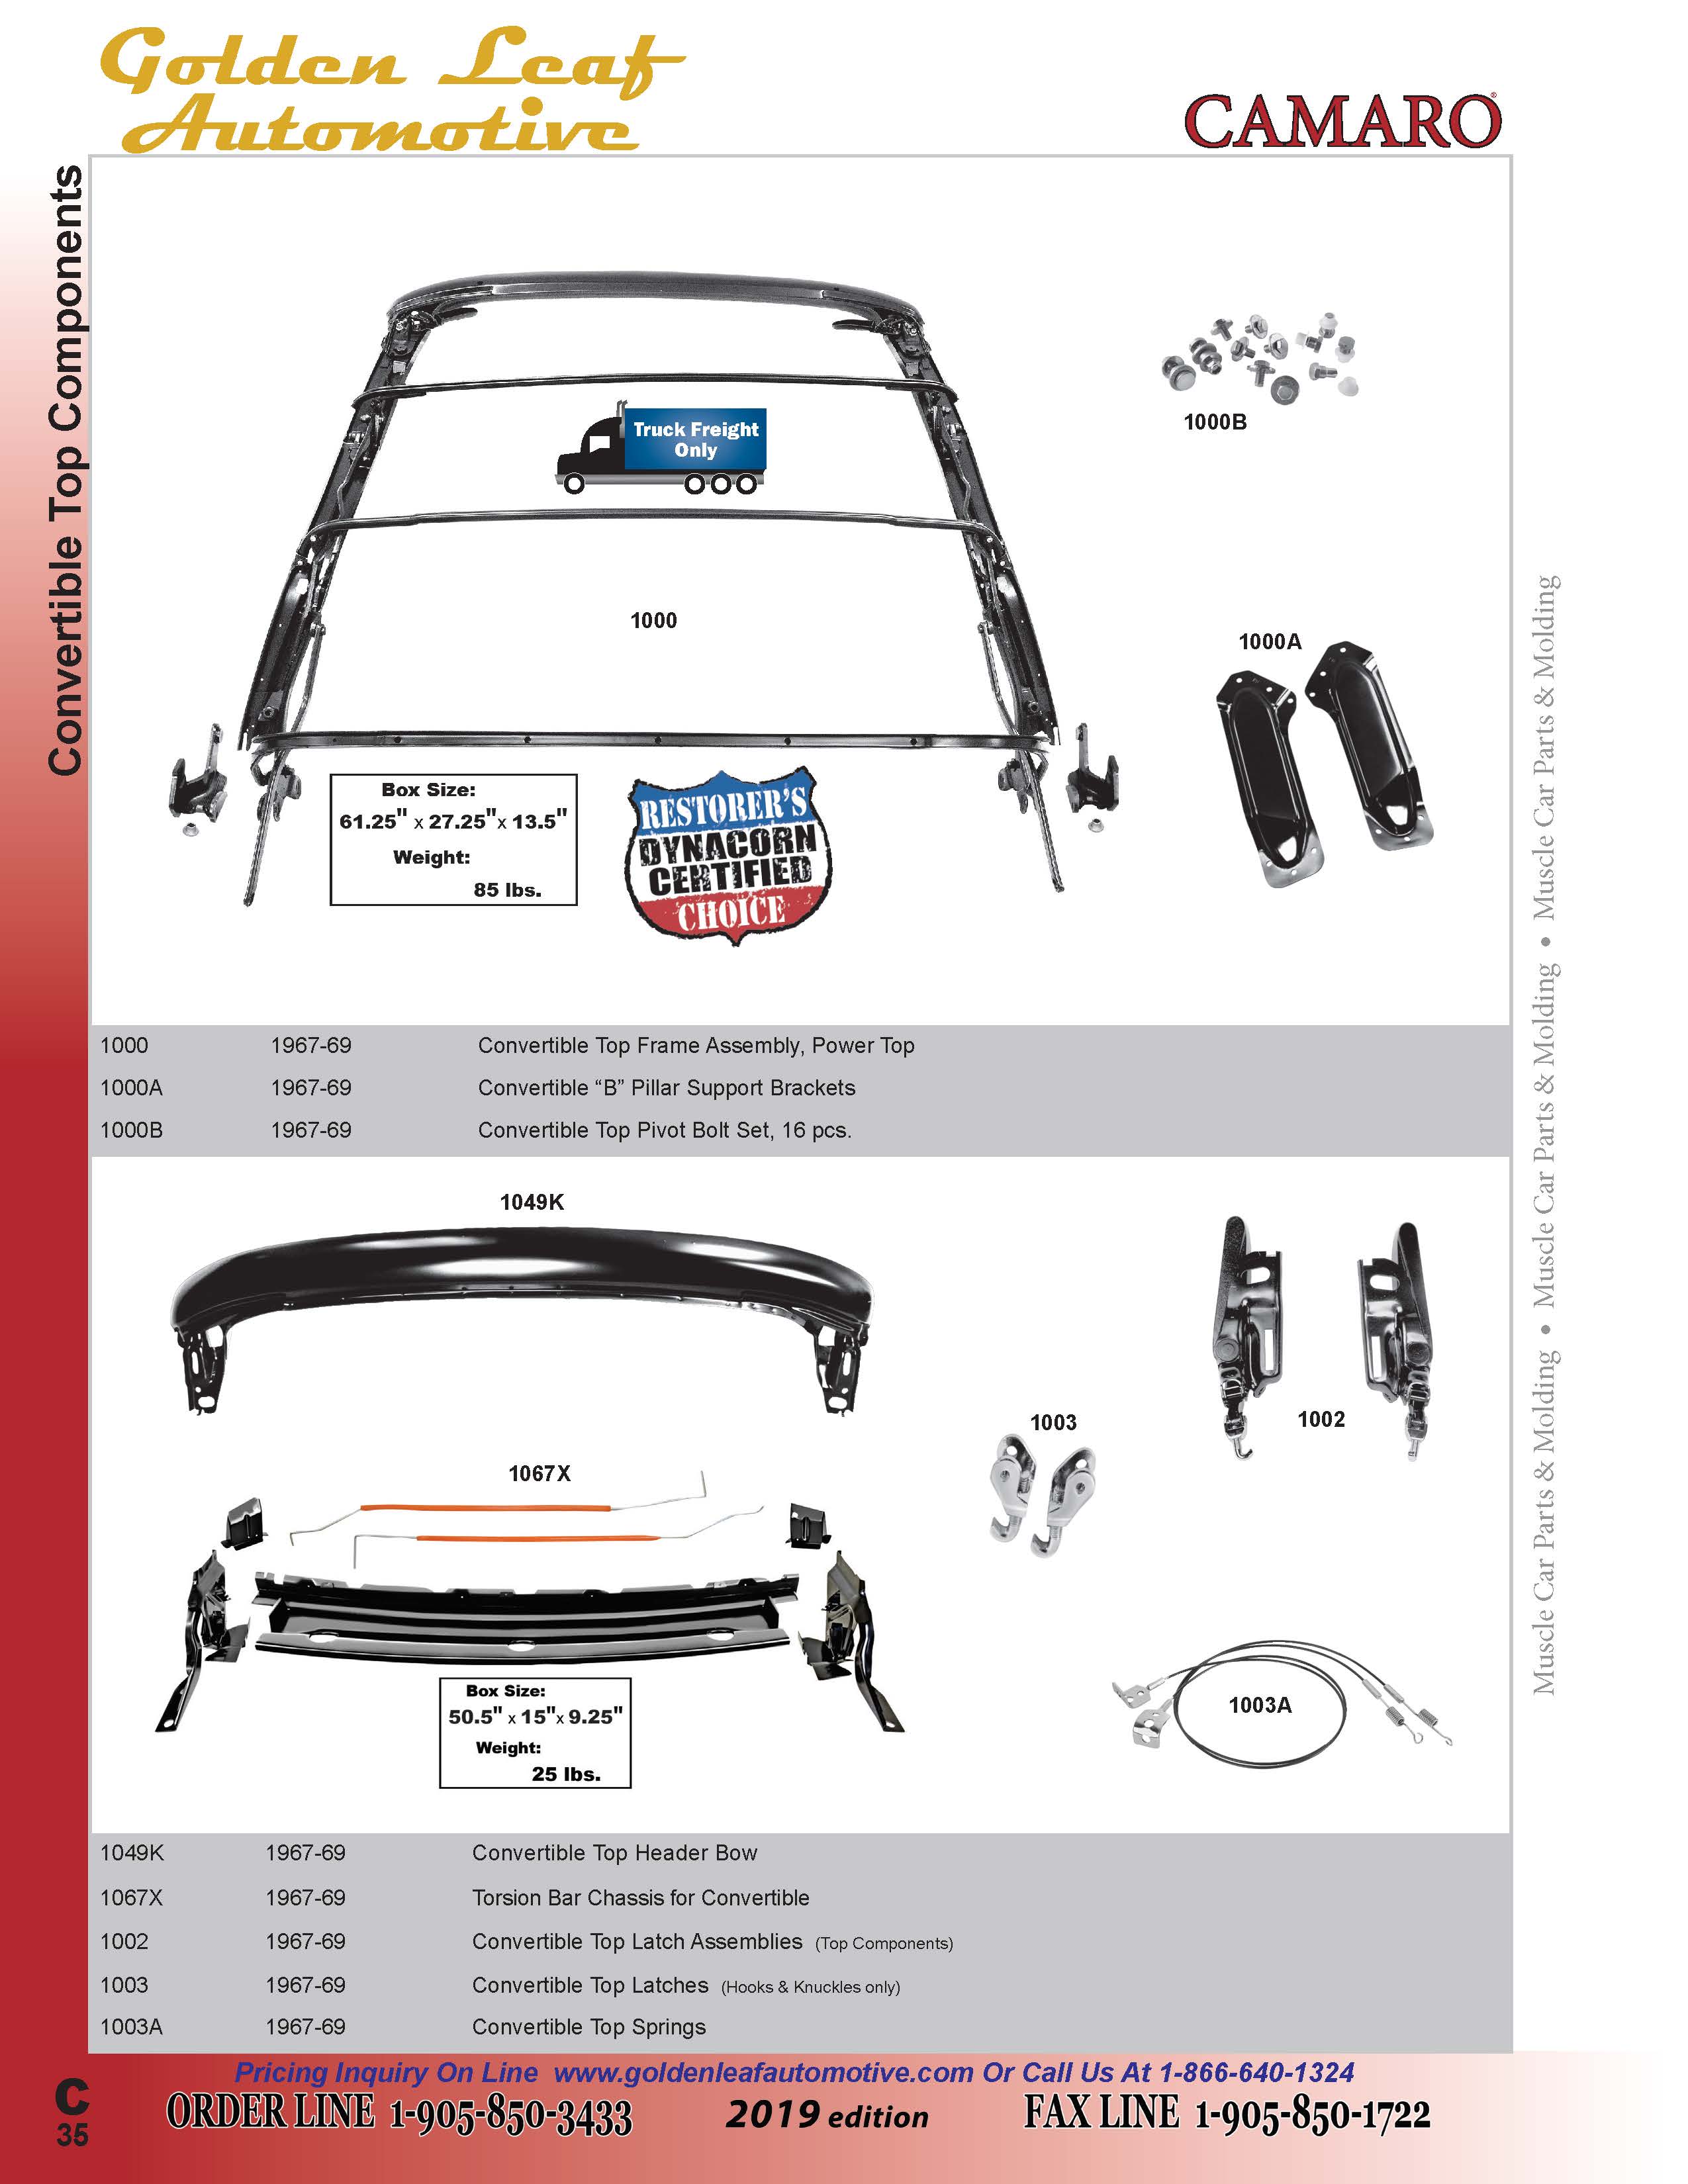 Golden Leaf
Automotive
CAMARO®
Convertible Top Components
1000B
Truck Freight
Only
1000
1000A
Box Size:
61.25" x 27.25"x 13.5"
Weight:
85 lbs.
RESTORER'S
DYNACORN
CERTIFIED
CHOICE
1000 1967-69 Convertible Top Frame Assembly, Power Top
1000A 1967-69 Convertible “B” Pillar Support Brackets
1000B 1967-69 Convertible Top Pivot Bolt Set, 16 pcs.
1049K
1003
1002
1067X
1003A
Box Size:
50.5" x 15"x 9.25"
Weight:
25 lbs.
1049K 1967-69 Convertible Top Header Bow
1067X 1967-69 Torsion Bar Chassis for Convertible
1002 1967-69 Convertible Top Latch Assemblies (Top Components)
1003 1967-69 Convertible Top Latches (Hooks & Knuckles only)
1003A 1967-69 Convertible Top Springs
Muscle Car Parts & Molding • Muscle Car Parts & Molding • Muscle Car Parts & Molding
Pricing Inquiry On Line www.goldenleafautomotive.com Or Call Us At 1-866-640-1324
C
35
ORDER LINE 1-905-850-3433 2019 edition FAX LINE 1-905-850-1722